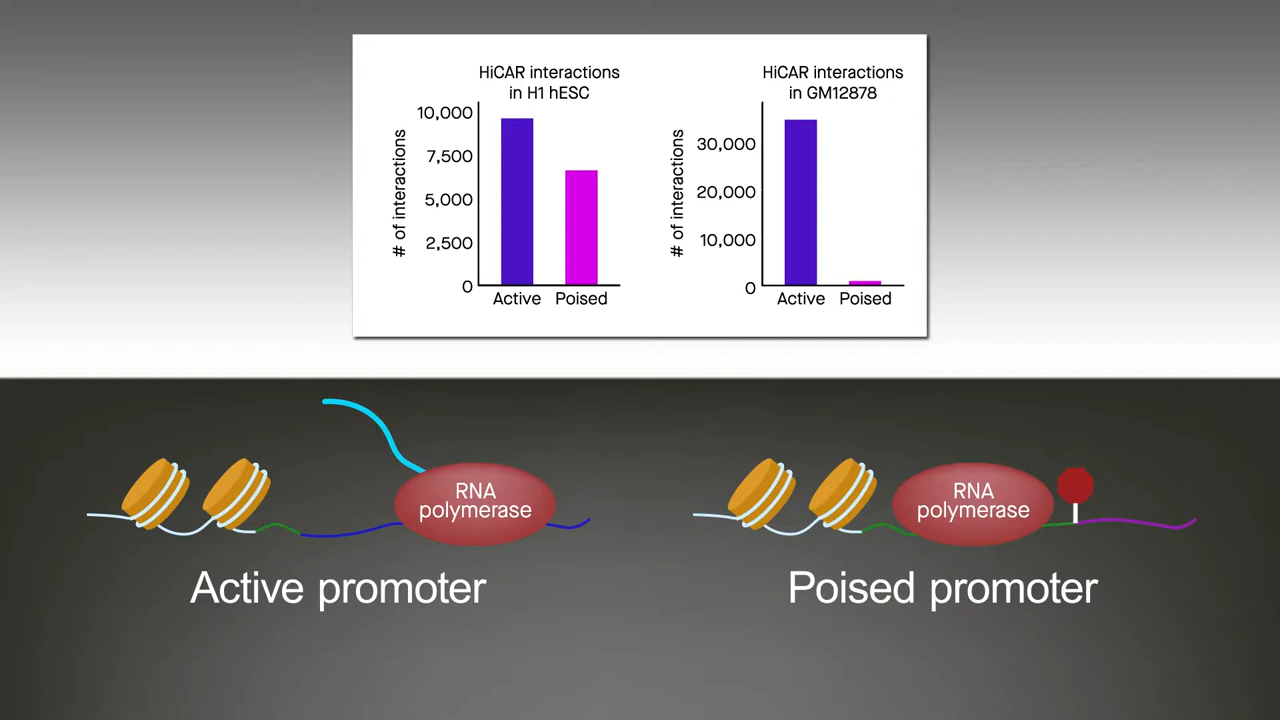 HiCAR interactions
in H1 hESC
# of interactions
10,000
7,500
5,000
2,500
0
Active
Poised
HiCAR interactions
in GM12878
# of interactions
30,000
20,000
10,000
0
Active
Poised
RNA
polymerase
Active promoter
RNA
polymerase
Poised promoter